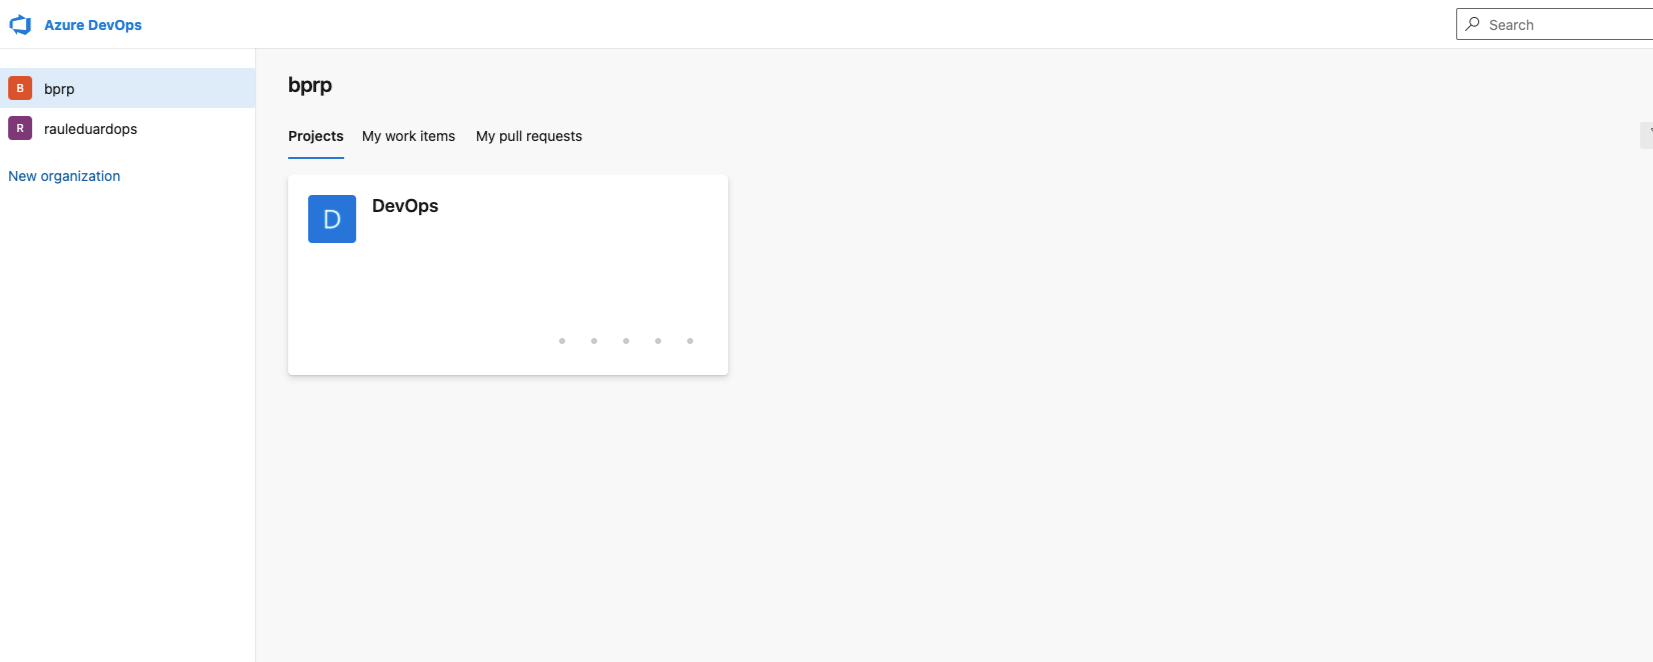 Azure DevOps
Search
B bprp
R rauleduardops
New organization
bprp
Projects My work items My pull requests
D DevOps